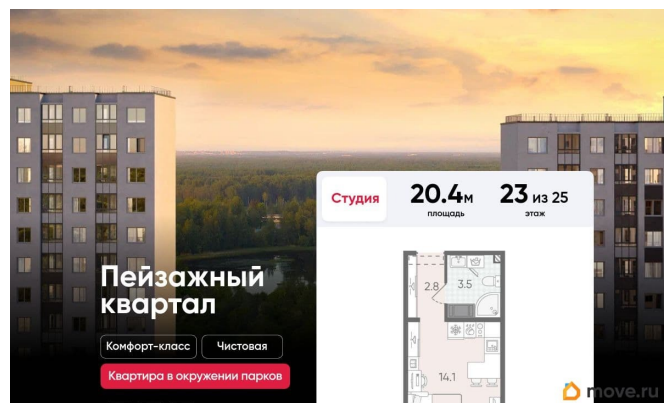 Студия
20.4м
площадь
23 из 25
этаж
2.8
3.5
14.1
Пейзажный
квартал
Комфорт-класс
Чистовая
Квартира в окружении парков
move.ru